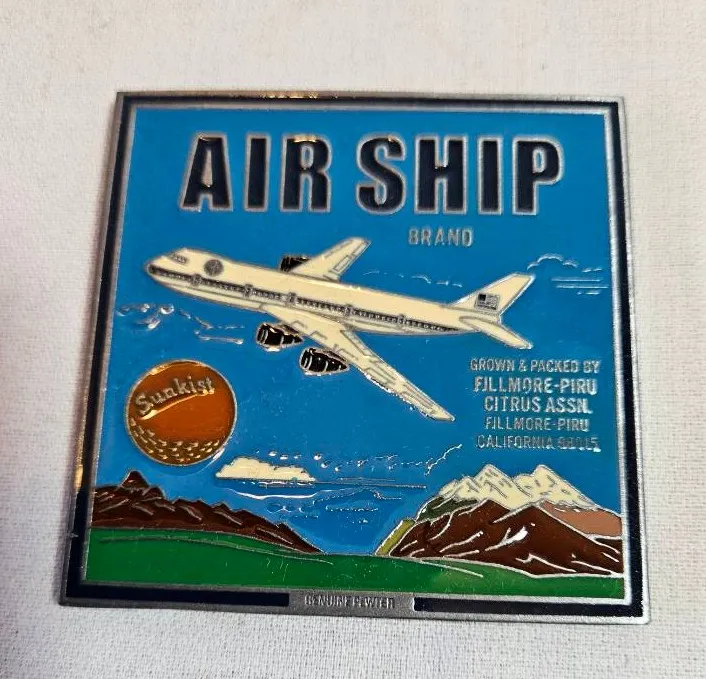 AIR SHIP
BRAND
Sunkist
GROWN & PACKED BY
FILLMORE-PIRU
CITRUS ASSN.
FILLMORE-PIRU
CALIFORNIA 93015
GENUINE PEWTER